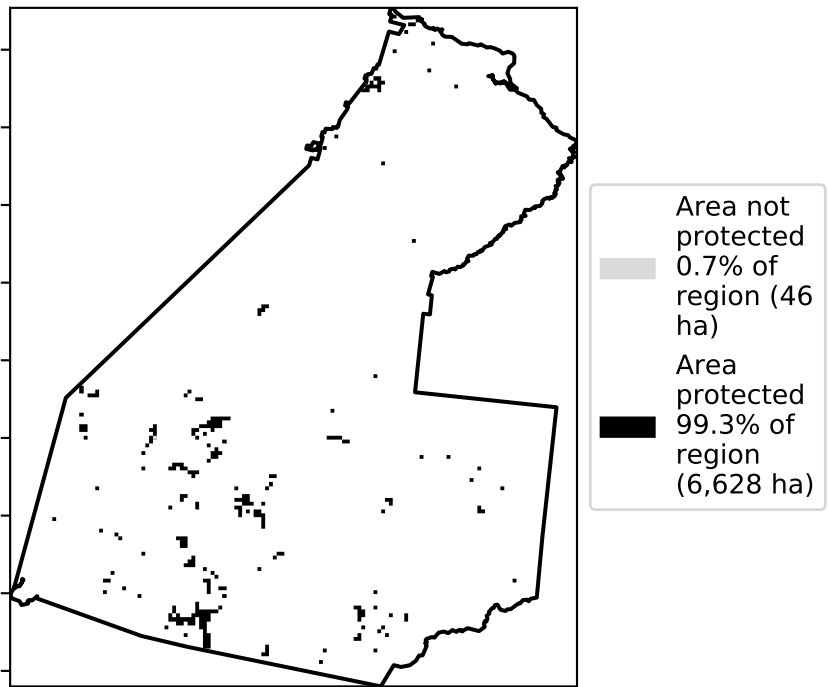 Area not
protected
0.7% of
region (46
ha)
Area
protected
99.3% of
region
(6,628 ha)